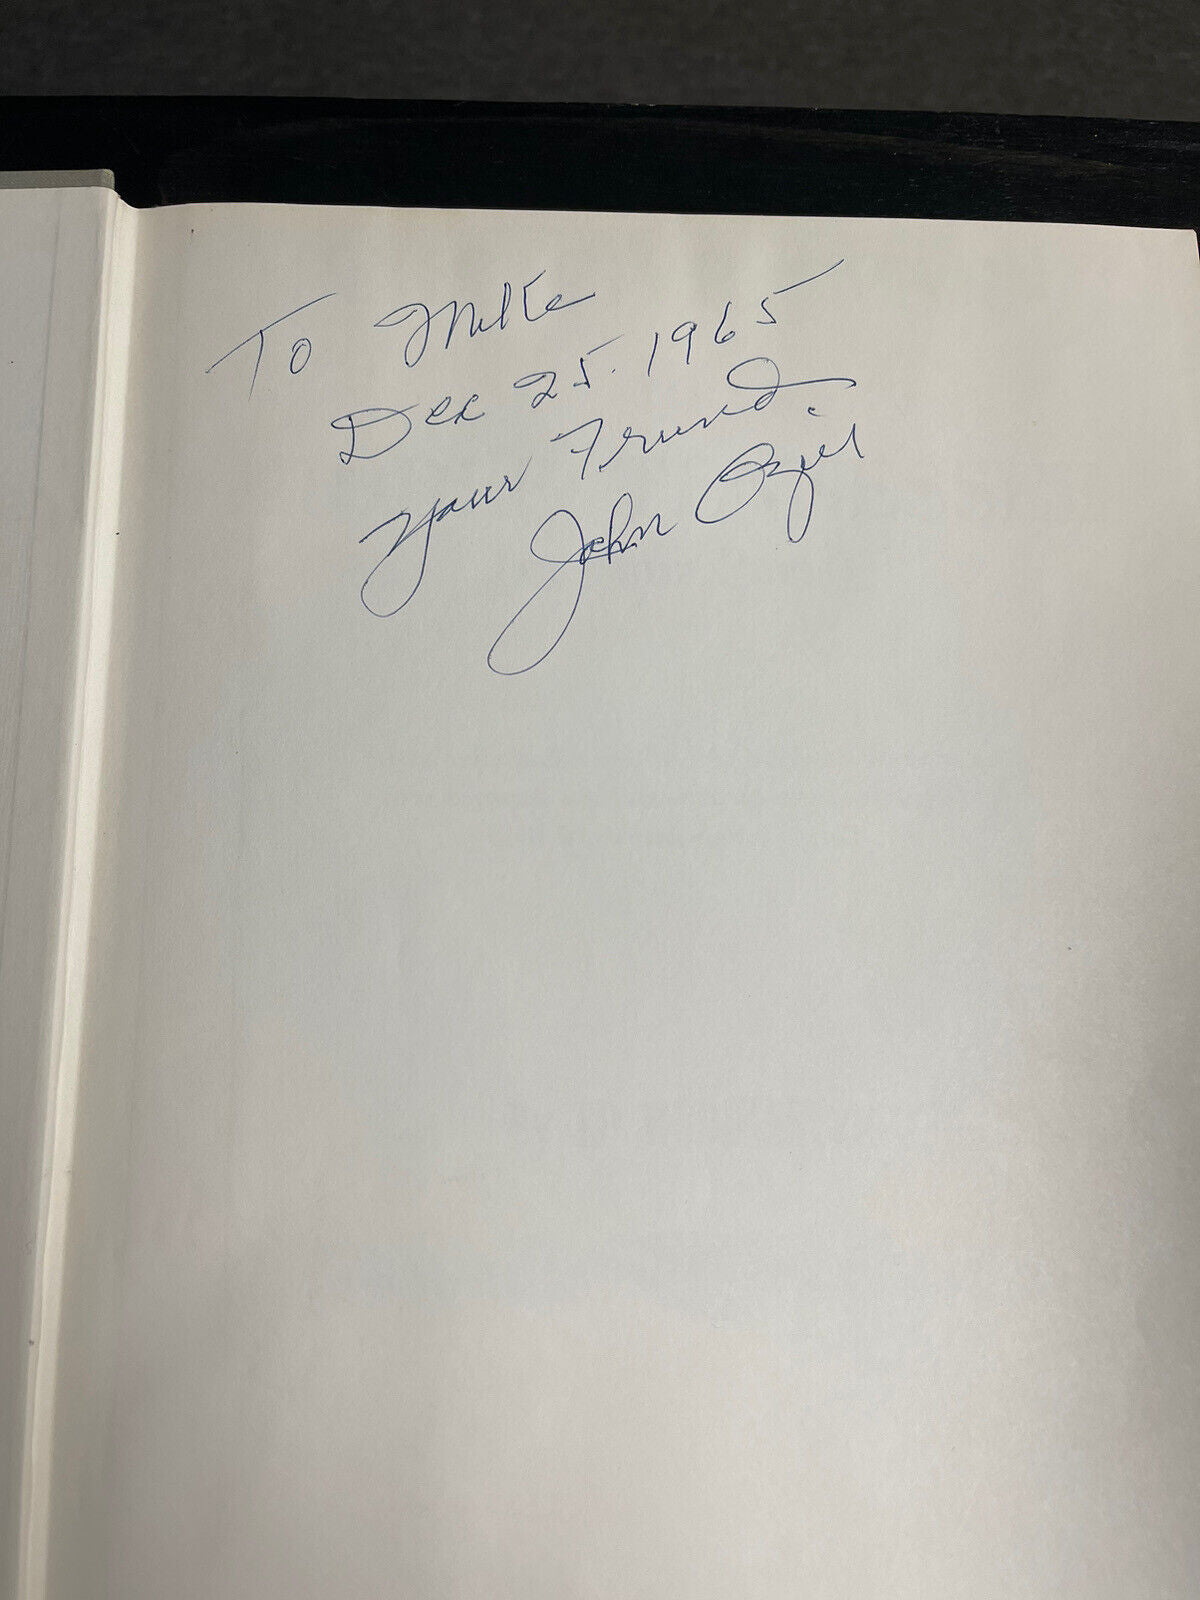 To Mike
Dec 25. 1965
Your Friend
John